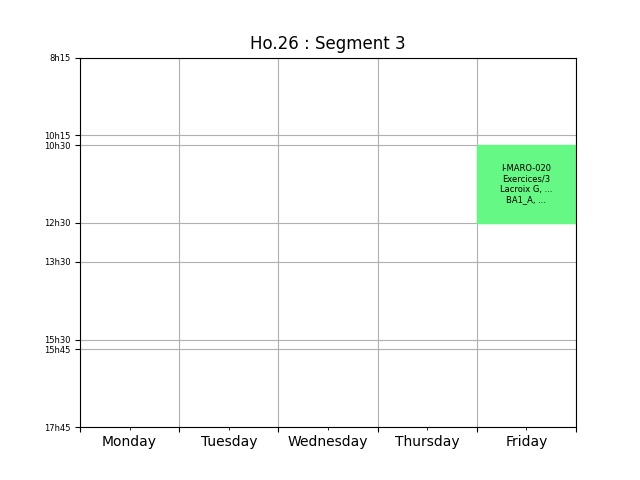 Ho.26 : Segment 3
8h15
10h15
10h30
I-MARO-020
Exercices/3
Lacroix G, ...
BA1_A, ...
12h30
13h30
15h30
15h45
17h45
Monday Tuesday Wednesday Thursday Friday